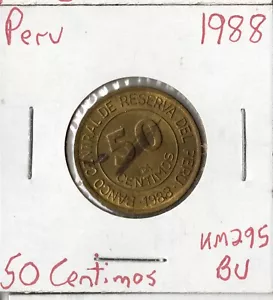 Peru 1988
BANCO CENTRAL DE RESERVA DEL PERU
50
CENTIMOS
1988
KM295
50 Centimos BU